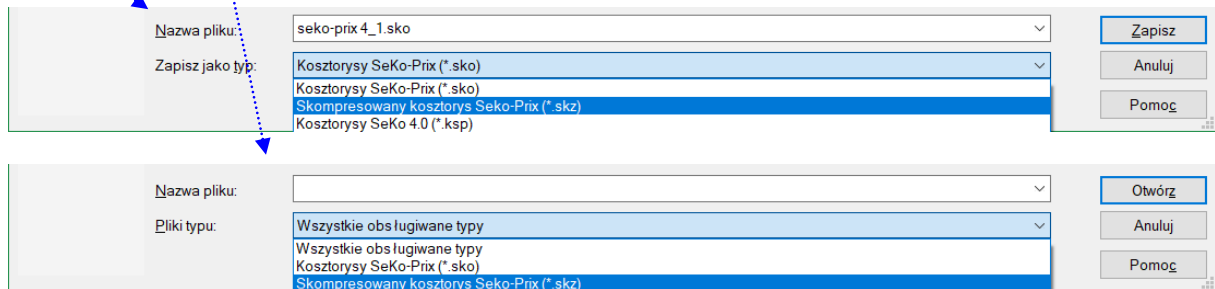 Nazwa pliku: seko-prix 4_1.sko Zapisz
Zapisz jako typ: Kosztorysy SeKo-Prix (*.sko) Anuluj
Kosztorysy SeKo-Prix (*.sko)
Skompresowany kosztorys Seko-Prix (*.skz) Pomoc
Kosztorysy SeKo 4.0 (*.ksp)
Nazwa pliku: Otwórz
Pliki typu: Wszystkie obsługiwane typy Anuluj
Wszystkie obsługiwane typy
Kosztorysy SeKo-Prix (*.sko) Pomoc
Skompresowany kosztorys Seko-Prix (*.skz)